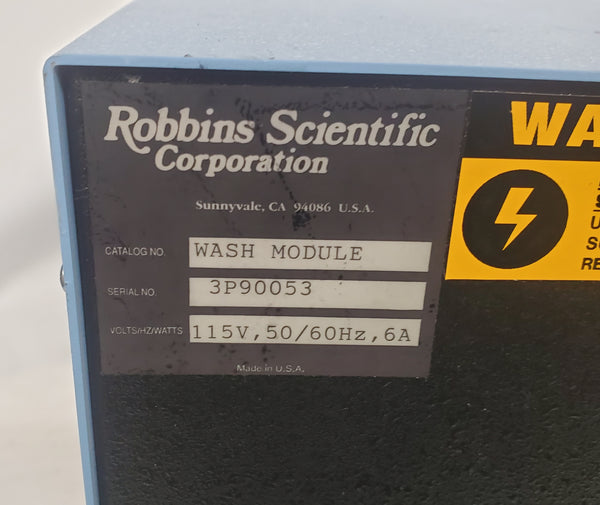 Robbins Scientific
Corporation
Sunnyvale, CA 94086 U.S.A.
CATALOG NO. WASH MODULE
SERIAL NO. 3P90053
VOLTS/HZ/WATTS 115V,50/60Hz,6A
Made in U.S.A.
WA
U
S
RE